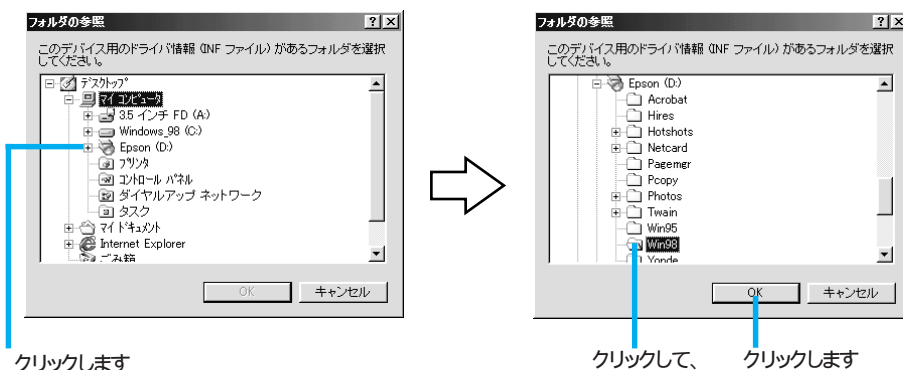 フォルダの参照
このデバイス用のドライバ情報 (INF ファイル) があるフォルダを選択
してください。
デスクトップ
マイ コンピュータ
3.5 インチ FD (A:)
Windows_98 (C:)
Epson (D:)
プリンタ
コントロール パネル
ダイヤルアップ ネットワーク
タスク
マイ ドキュメント
Internet Explorer
ごみ箱
OK
キャンセル
クリックします
フォルダの参照
このデバイス用のドライバ情報 (INF ファイル) があるフォルダを選択
してください。
Epson (D:)
Acrobat
Hires
Hotshots
Netcard
Pagemgr
Pcopy
Photos
Twain
Win95
Win98
Yonde
OK
キャンセル
クリックして、
クリックします